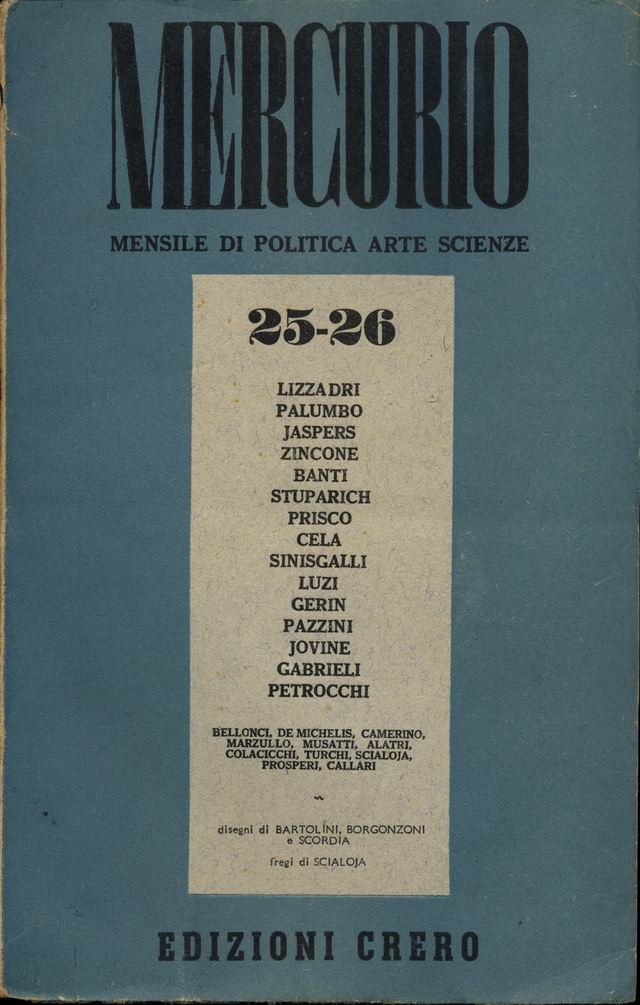 MERCURIO
MENSILE DI POLITICA ARTE SCIENZE
25-26
LIZZADRI
PALUMBO
JASPERS
ZINCONE
BANTI
STUPARICH
PRISCO
CELA
SINISGALLI
LUZI
GERIN
PAZZINI
JOVINE
GABRIELI
PETROCCHI
BELLONCI, DE MICHELIS, CAMERINO,
MARZULLO, MUSATTI, ALATRI,
COLACICCHI, TURCHI, SCIALOJA,
PROSPERI, CALLARI
disegni di BARTOLINI, BORGONZONI
e SCORDIA
fregi di SCIALOJA
EDIZIONI CRERO